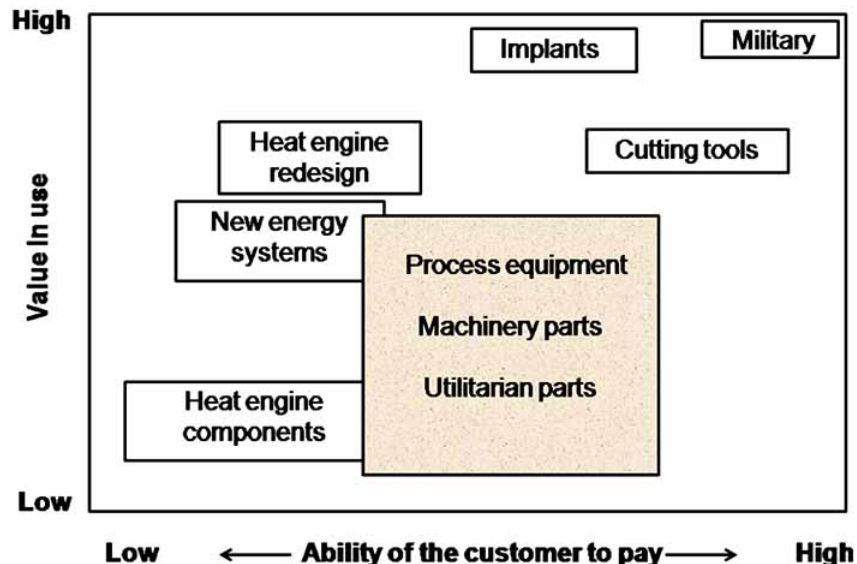 High
Implants
Military
Heat engine
redesign
Cutting tools
New energy
systems
Value in use
Process equipment
Machinery parts
Utilitarian parts
Heat engine
components
Low
Low
Ability of the customer to pay
High